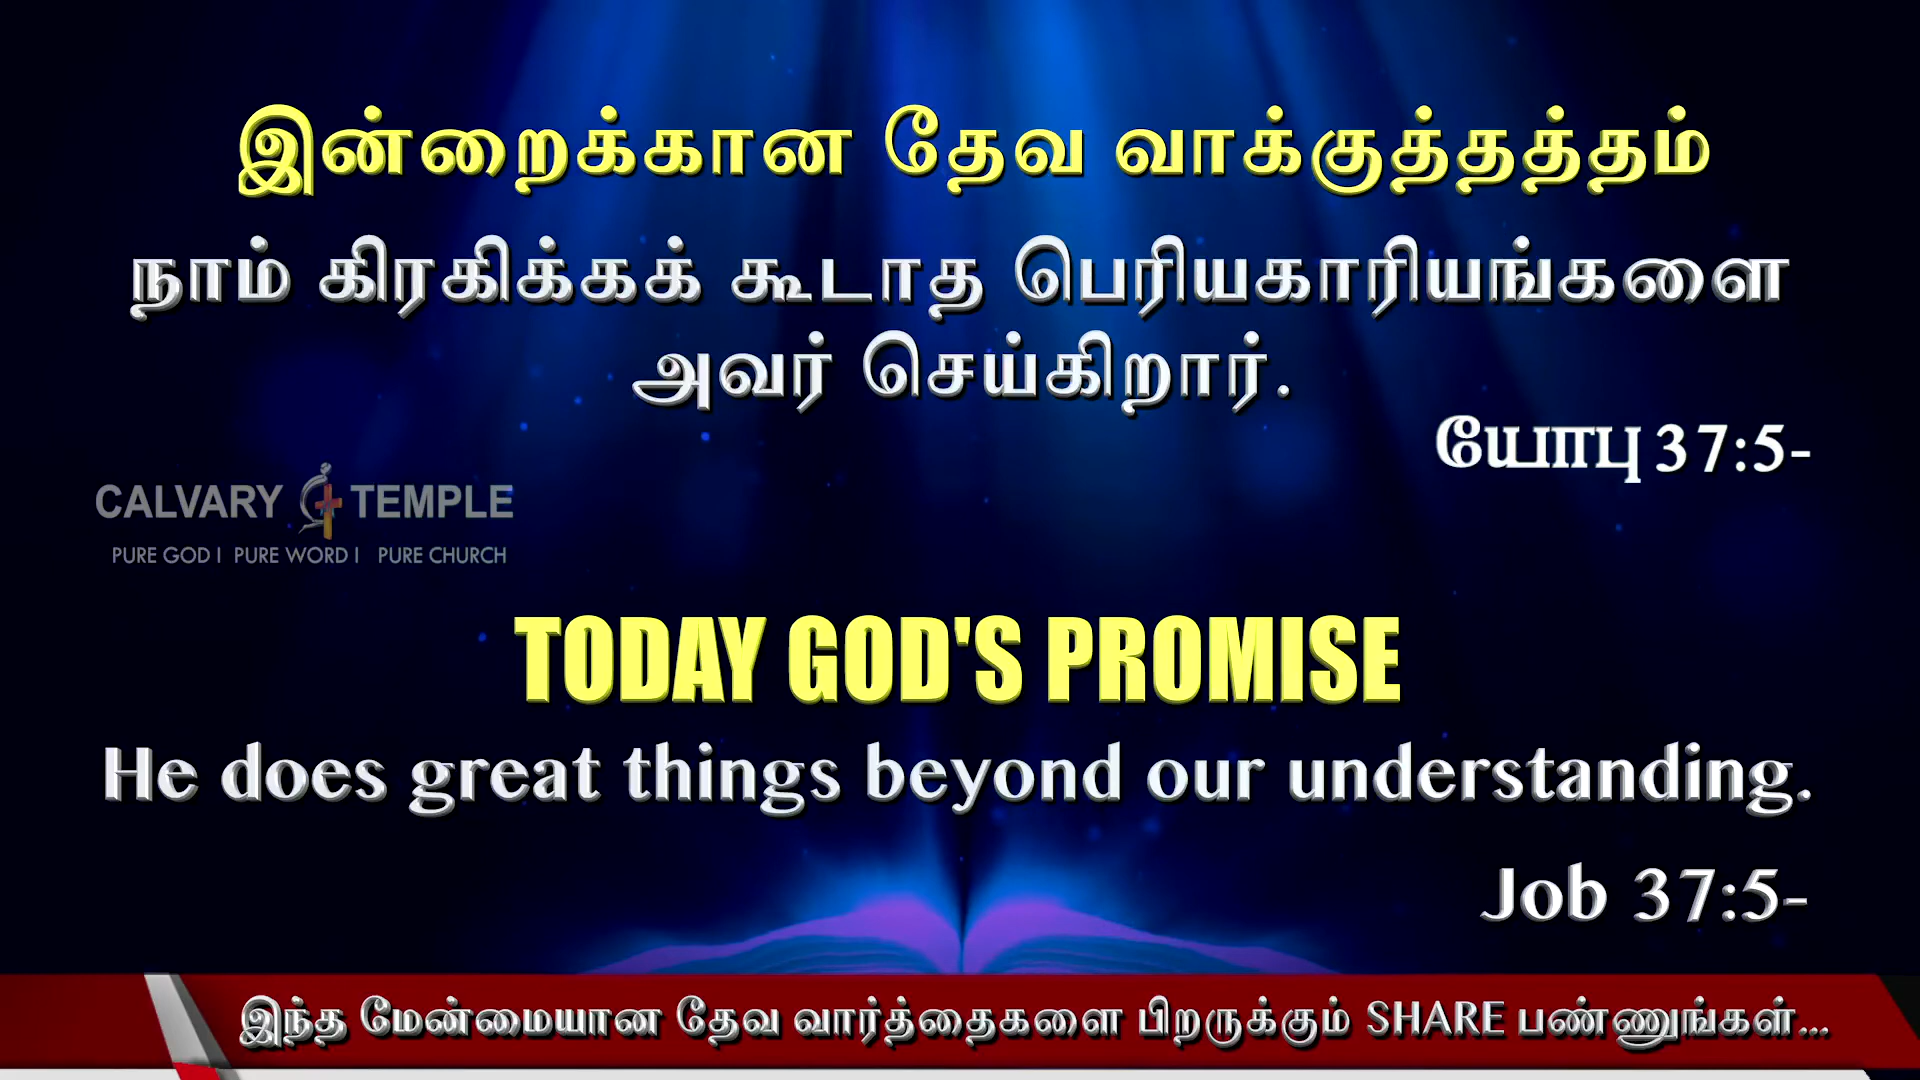 இன்றைக்கான தேவ வாக்குத்தத்தம்
நாம் கிரகிக்கக் கூடாத பெரியகாரியங்களை
அவர் செய்கிறார்.
யோபு 37:5-
CALVARY TEMPLE
PURE GOD I PURE WORD I PURE CHURCH
TODAY GOD'S PROMISE
He does great things beyond our understanding.
Job 37:5-
இந்த மேன்மையான தேவ வார்த்தைகளை பிறருக்கும் SHARE பண்ணுங்கள்...